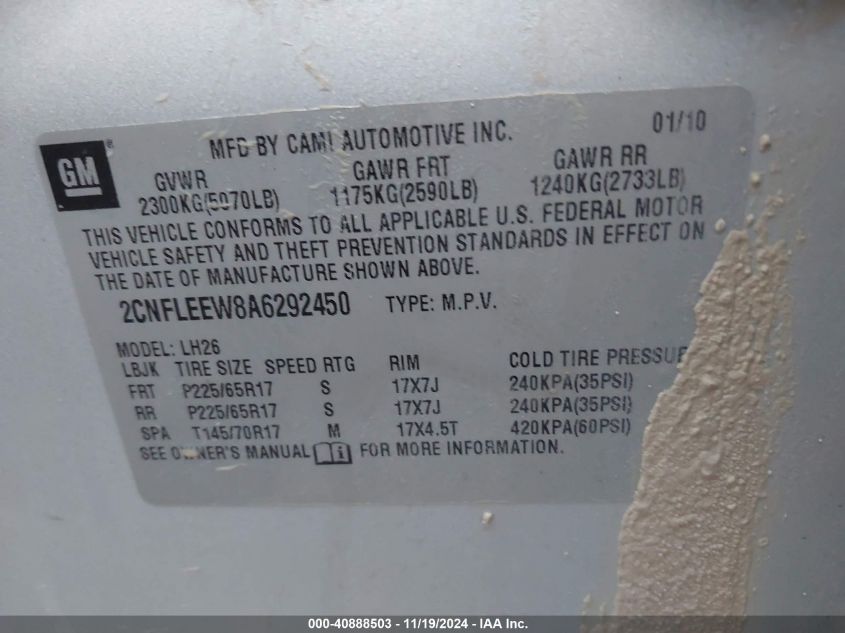 GM®
MFD BY CAMI AUTOMOTIVE INC. 01/10
GVWR GAWR FRT GAWR RR
2300KG(5070LB) 1175KG(2590LB) 1240KG(2733LB)
THIS VEHICLE CONFORMS TO ALL APPLICABLE U.S. FEDERAL MOTOR
VEHICLE SAFETY AND THEFT PREVENTION STANDARDS IN EFFECT ON
THE DATE OF MANUFACTURE SHOWN ABOVE.
2CNFLEEW8A6292450 TYPE: M.P.V.
MODEL: LH26
LBJK TIRE SIZE SPEED RTG RIM COLD TIRE PRESSURE
FRT P225/65R17 S 17X7J 240KPA(35PSI)
RR P225/65R17 S 17X7J 240KPA(35PSI)
SPA T145/70R17 M 17X4.5T 420KPA(60PSI)
SEE OWNER'S MANUAL FOR MORE INFORMATION.
000-40888503 - 11/19/2024 - IAA Inc.